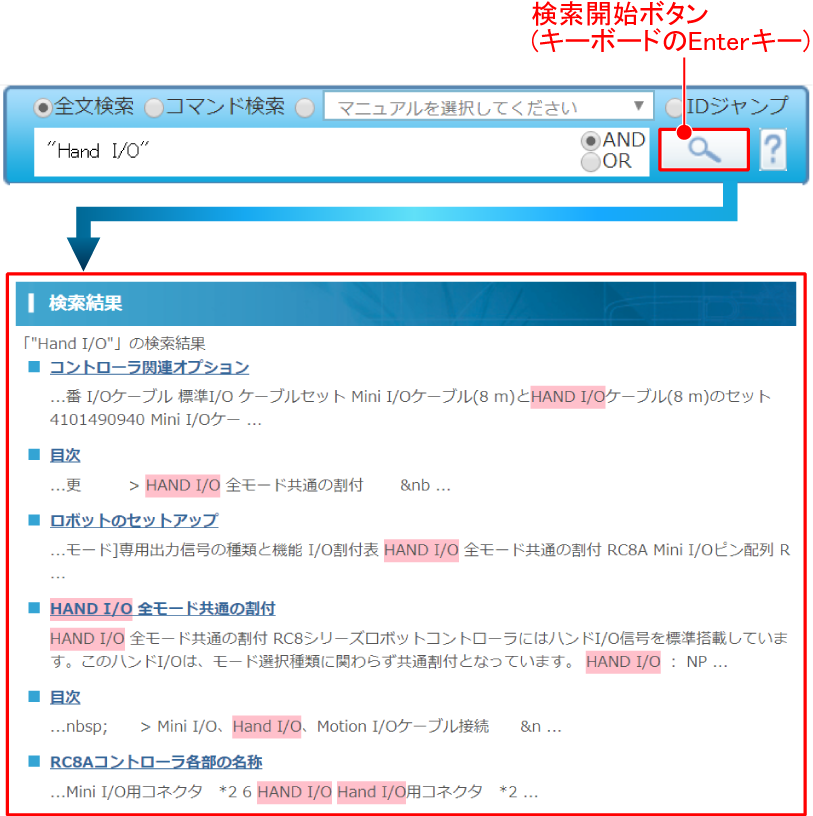 検索開始ボタン
(キーボードのEnterキー)
全文検索 コマンド検索 マニュアルを選択してください ▼ IDジャンプ
"Hand I/O" AND
OR
?
検索結果
「"Hand I/O"」の検索結果
コントローラ関連オプション
...番 I/Oケーブル 標準I/O ケーブルセット Mini I/Oケーブル(8 m)とHAND I/Oケーブル(8 m)のセット
4101490940 Mini I/Oケー ...
目次
...更 > HAND I/O 全モード共通の割付 &nb ...
ロボットのセットアップ
...モード]専用出力信号の種類と機能 I/O割付表 HAND I/O 全モード共通の割付 RC8A Mini I/Oピン配列 R
...
HAND I/O 全モード共通の割付
HAND I/O 全モード共通の割付 RC8シリーズロボットコントローラにはハンドI/O信号を標準搭載していま
す。このハンドI/Oは、モード選択種類に関わらず共通割付となっています。 HAND I/O ： NP ...
目次
...nbsp; > Mini I/O、Hand I/O、Motion I/Oケーブル接続 &n ...
RC8Aコントローラ各部の名称
...Mini I/O用コネクタ *2 6 HAND I/O Hand I/O用コネクタ *2 ...